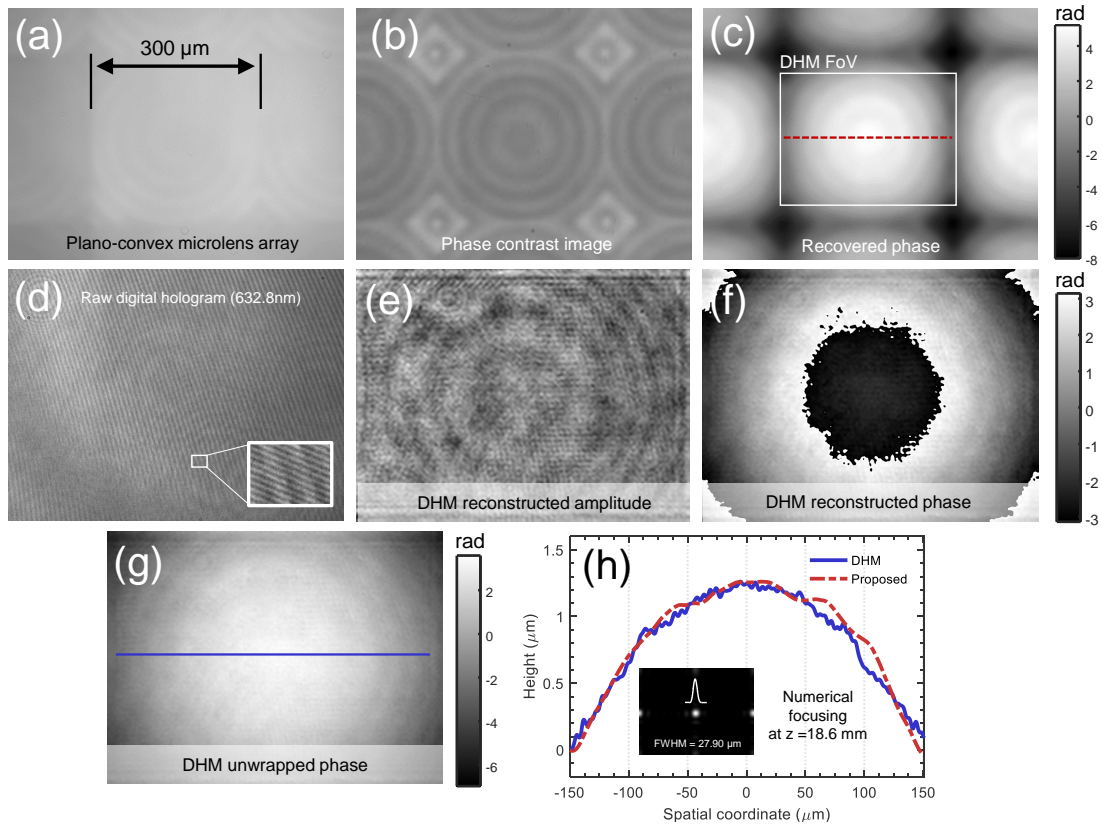 (a)
300 μm
Plano-convex microlens array
(b)
Phase contrast image
(c)
DHM FoV
Recovered phase
rad
4
2
0
-2
-4
-6
-8
(d)
Raw digital hologram (632.8nm)
(e)
DHM reconstructed amplitude
(f)
DHM reconstructed phase
rad
3
2
1
0
-1
-2
-3
(g)
DHM unwrapped phase
rad
2
0
-2
-4
-6
(h)
DHM
Proposed
Height (μm)
1.5
1
0.5
0
Numerical
focusing
at z =18.6 mm
FWHM = 27.90 μm
-150
-100
-50
0
50
100
150
Spatial coordinate (μm)